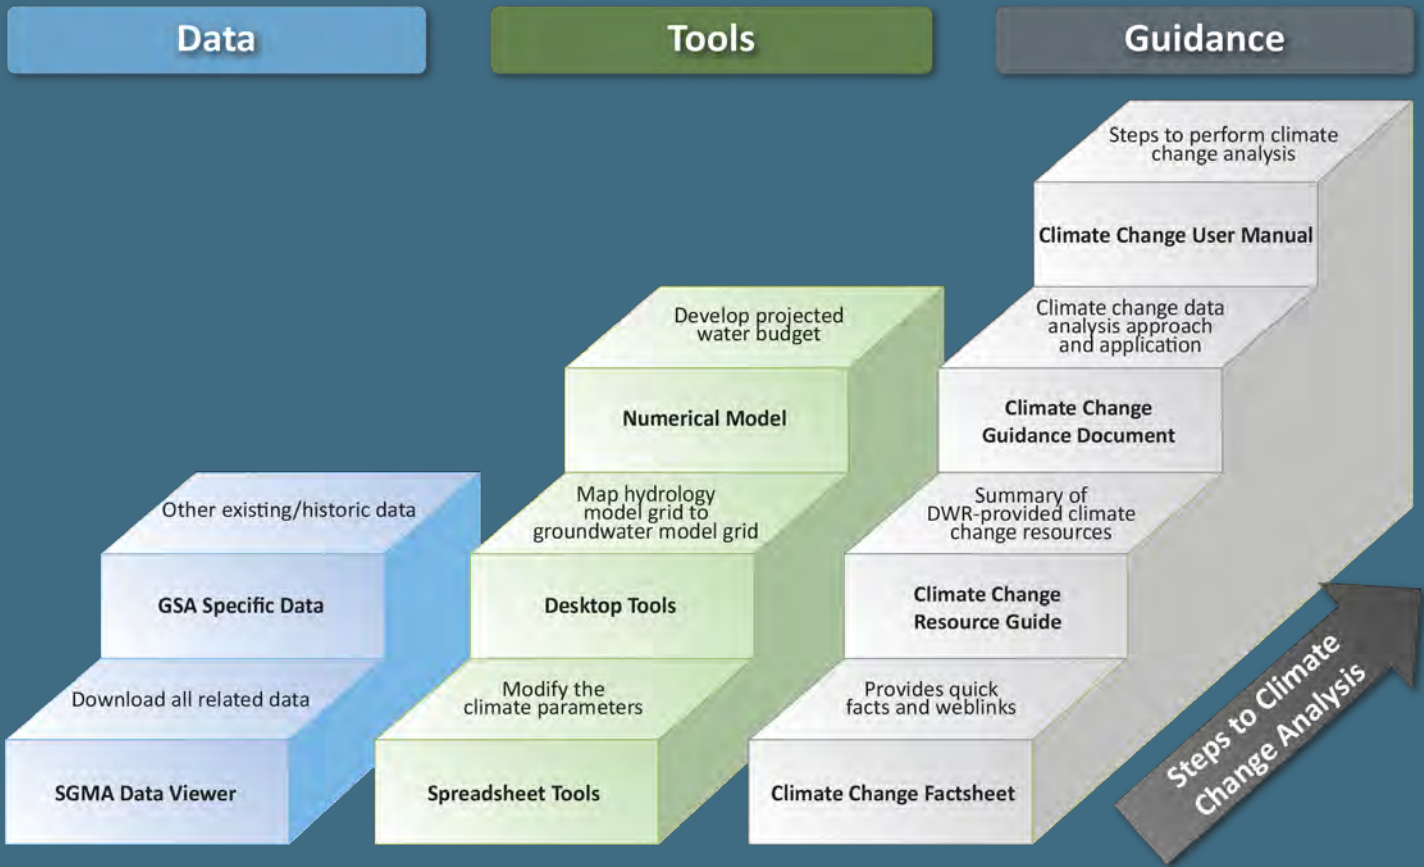 Data
Other existing/historic data
GSA Specific Data
Download all related data
SGMA Data Viewer
Tools
Develop projected
water budget
Numerical Model
Map hydrology
model grid to
groundwater model grid
Desktop Tools
Modify the
climate parameters
Spreadsheet Tools
Guidance
Steps to perform climate
change analysis
Climate Change User Manual
Climate change data
analysis approach
and application
Climate Change
Guidance Document
Summary of
DWR-provided climate
change resources
Climate Change
Resource Guide
Provides quick
facts and weblinks
Climate Change Factsheet
Steps to Climate
Change Analysis